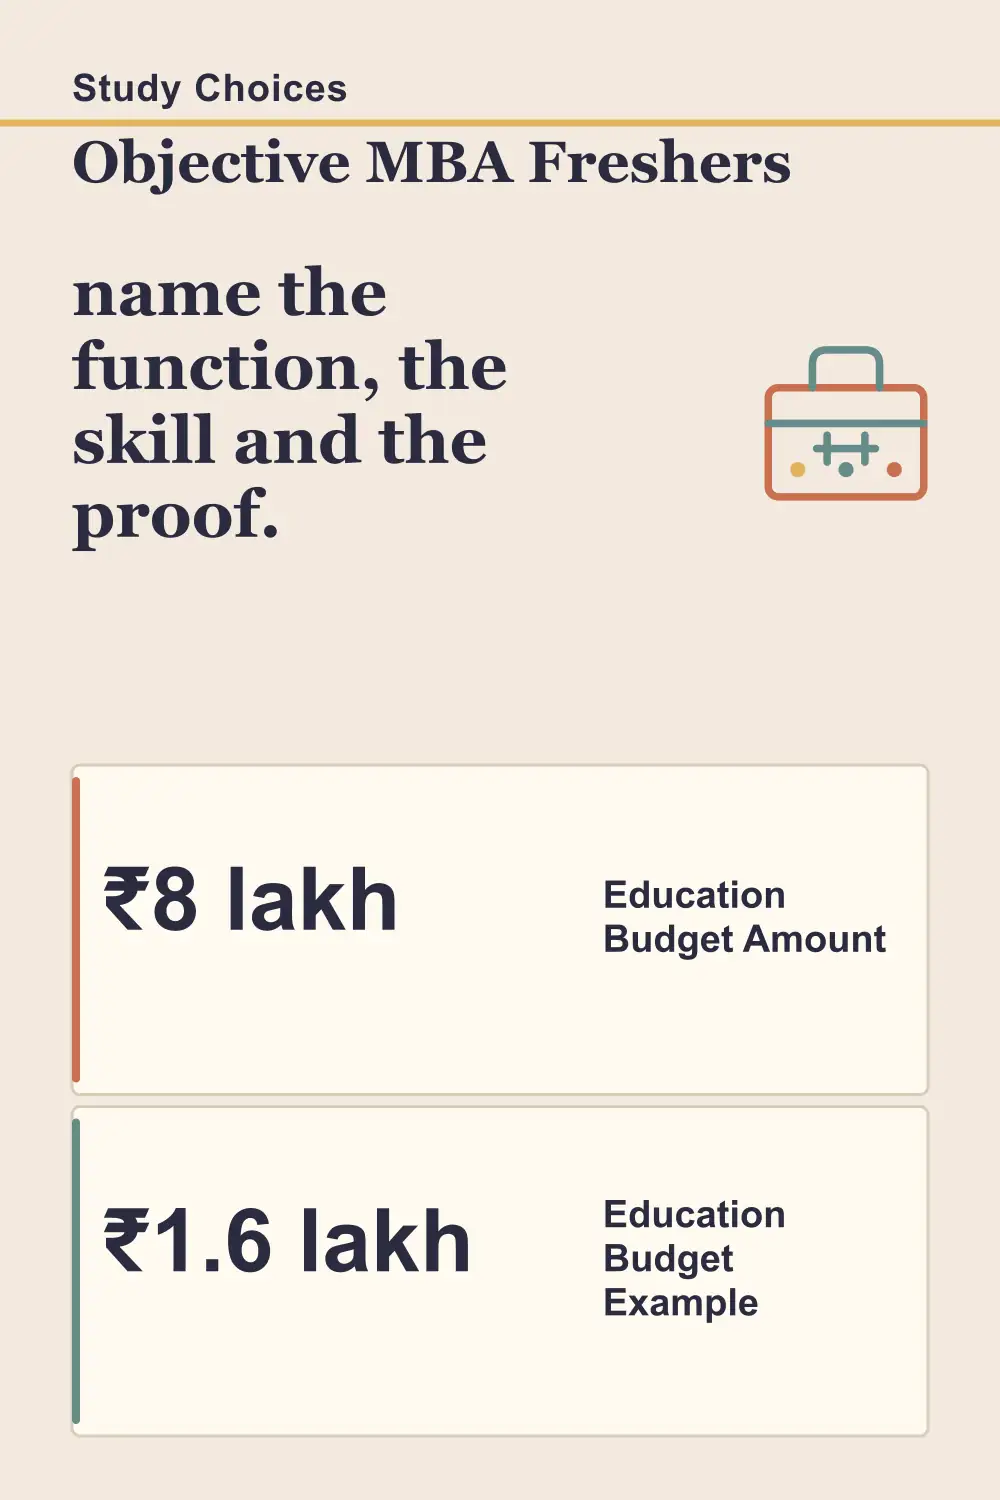 Study Choices
Objective MBA Freshers
name the
function, the
skill and the
proof.
₹8 lakh
Education
Budget Amount
₹1.6 lakh
Education
Budget
Example